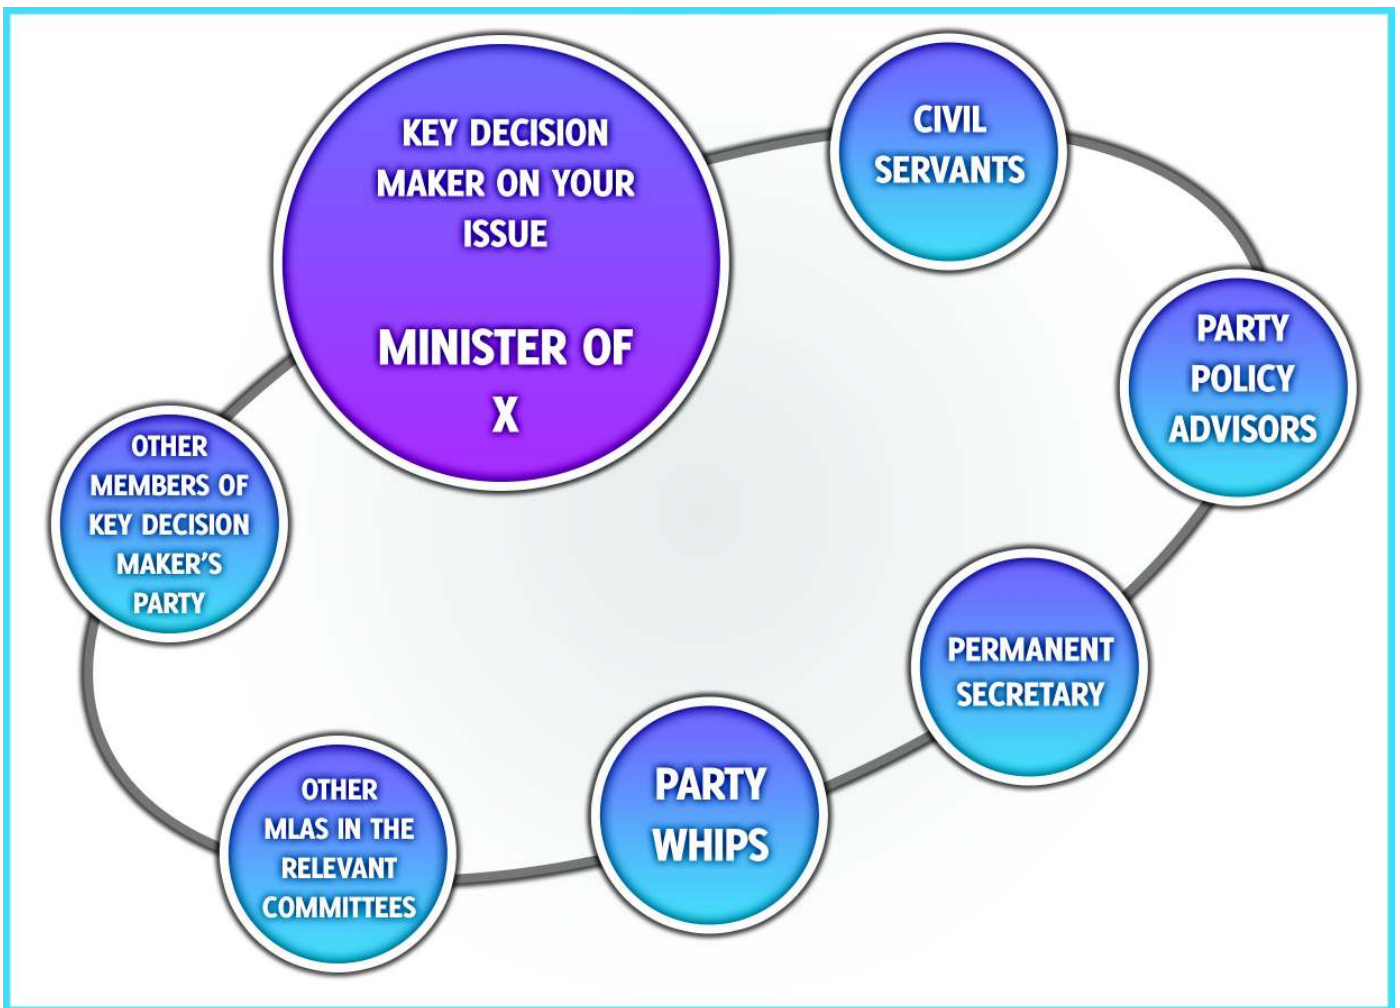 KEY DECISION
MAKER ON YOUR
ISSUE
MINISTER OF
X
CIVIL
SERVANTS
PARTY
POLICY
ADVISORS
PERMANENT
SECRETARY
PARTY
WHIPS
OTHER
MLAS IN THE
RELEVANT
COMMITTEES
OTHER
MEMBERS OF
KEY DECISION
MAKER'S
PARTY